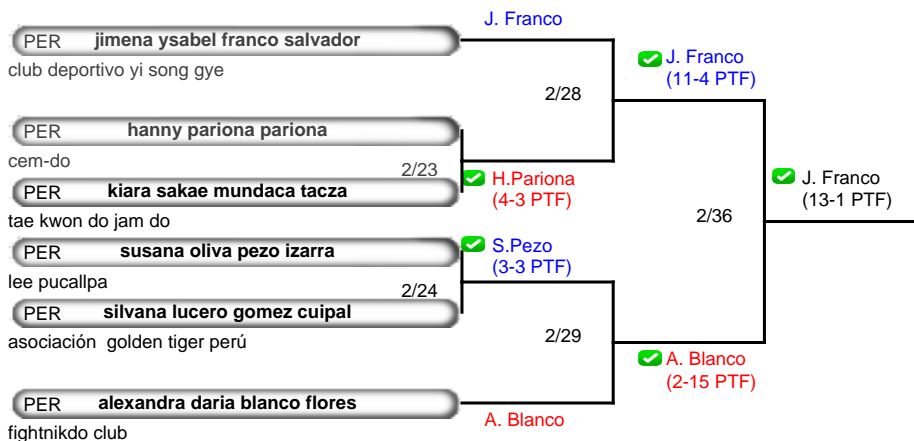 J. Franco
PER jimena ysabel franco salvador
club deportivo yi song gye
J. Franco
(11-4 PTF)
2/28
PER hanny pariona pariona
cem-do
2/23
H.Pariona
(4-3 PTF)
PER kiara sakae mundaca tacza
tae kwon do jam do
J. Franco
(13-1 PTF)
2/36
PER susana oliva pezo izarra
lee pucallpa
S.Pezo
(3-3 PTF)
2/24
PER silvana lucero gomez cuipal
asociación  golden tiger perú
2/29
A. Blanco
(2-15 PTF)
PER alexandra daria blanco flores
fightnikdo club
A. Blanco